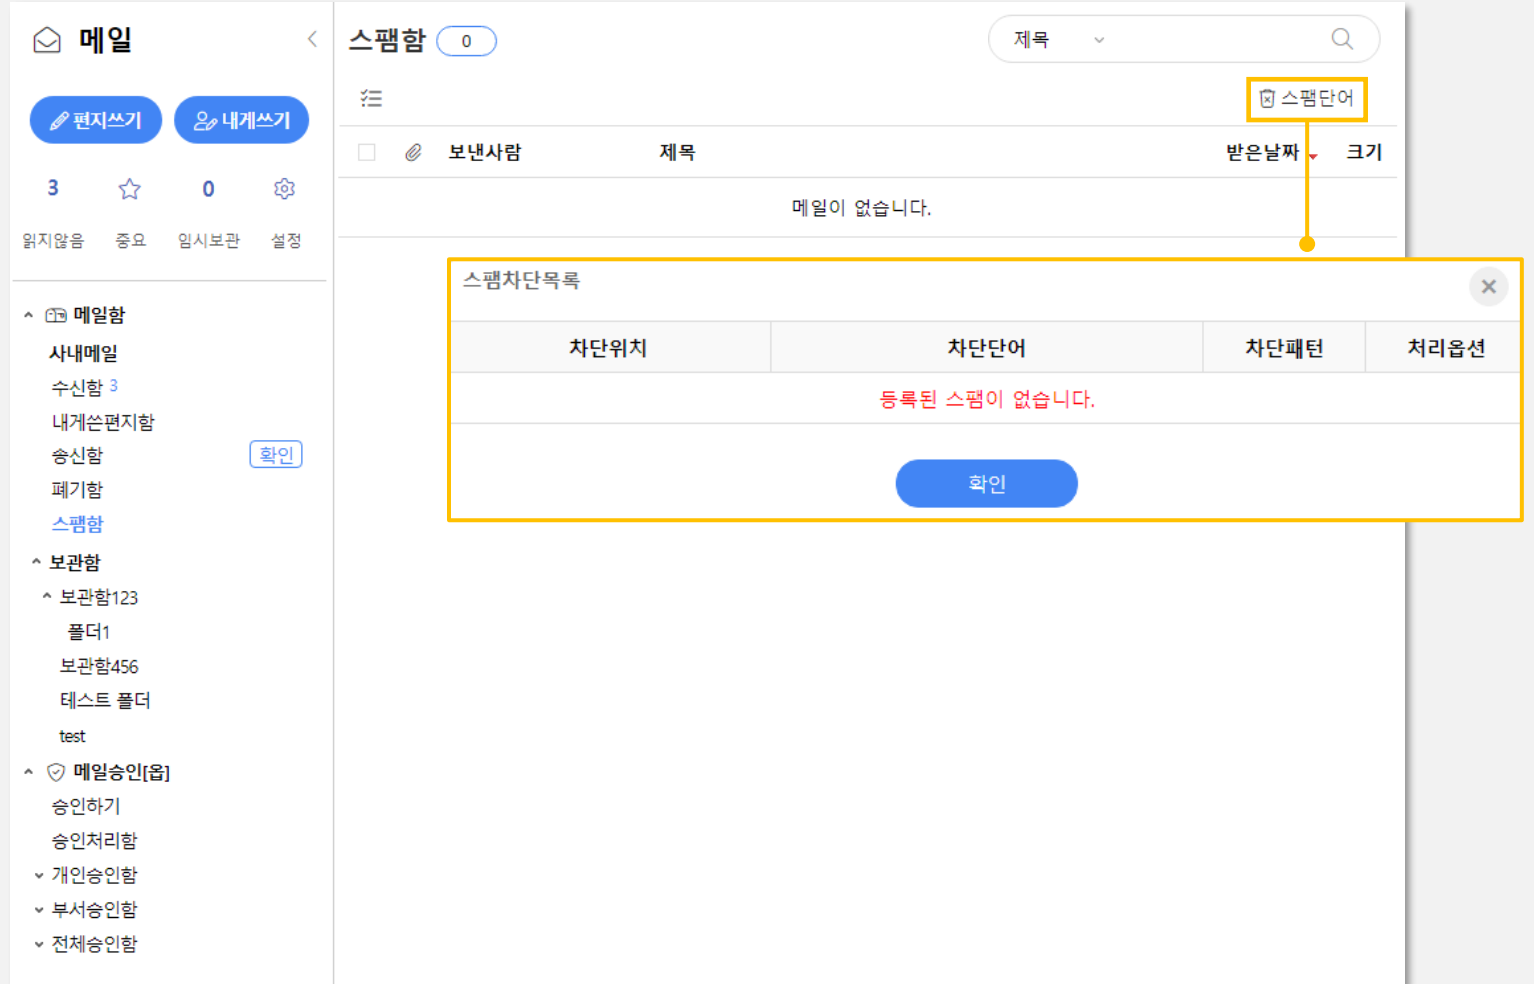 메일
편지쓰기 내게쓰기
3 0
읽지않음 중요 임시보관 설정
메일함
사내메일
수신함 3
내게쓴편지함
송신함 확인
폐기함
스팸함
보관함
보관함123
폴더1
보관함456
테스트 폴더
test
메일승인[옵]
승인하기
승인처리함
개인승인함
부서승인함
전체승인함
스팸함 0
제목
스팸단어
보낸사람 제목 받은날짜 크기
메일이 없습니다.
스팸차단목록
차단위치 차단단어 차단패턴 처리옵션
등록된 스팸이 없습니다.
확인